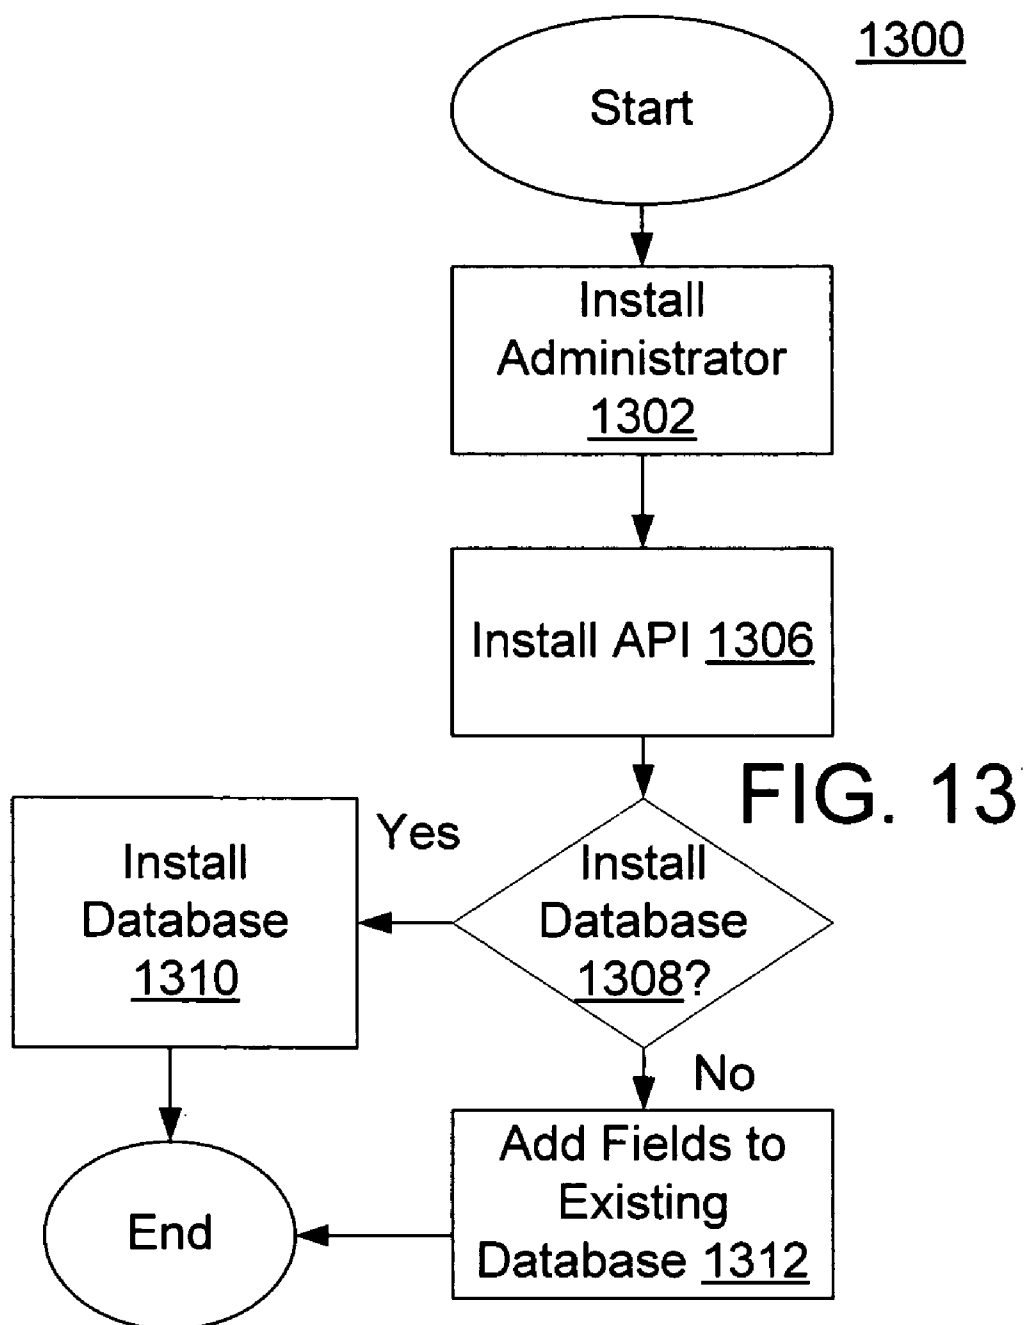 1300
Start
Install
Administrator
1302
Install API 1306
FIG. 13
Yes
Install
Database
1308?
Install
Database
1310
No
Add Fields to
Existing
Database 1312
End